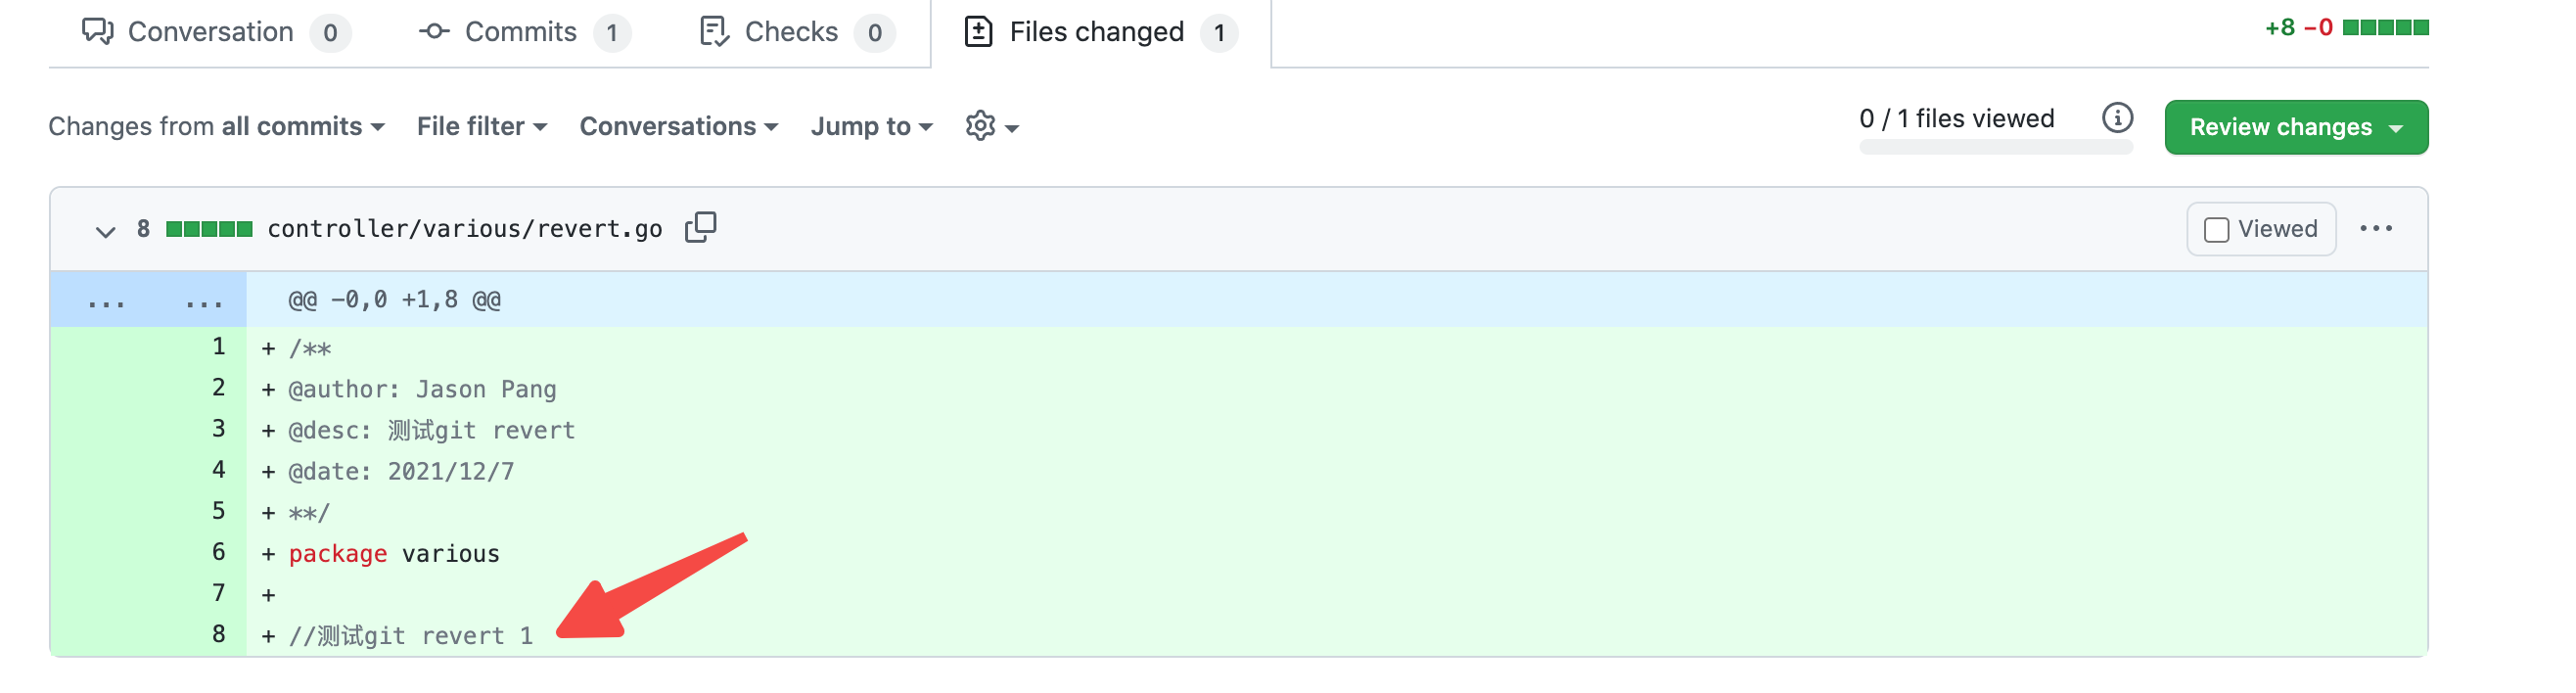 Conversation 0 Commits 1 Checks 0 Files changed 1 +8 −0
Changes from all commits File filter Conversations Jump to 0 / 1 files viewed Review changes
8 controller/various/revert.go Viewed ...
... ... @@ -0,0 +1,8 @@
1 + /**
2 + @author: Jason Pang
3 + @desc: 测试git revert
4 + @date: 2021/12/7
5 + **/
6 + package various
7 +
8 + //测试git revert 1